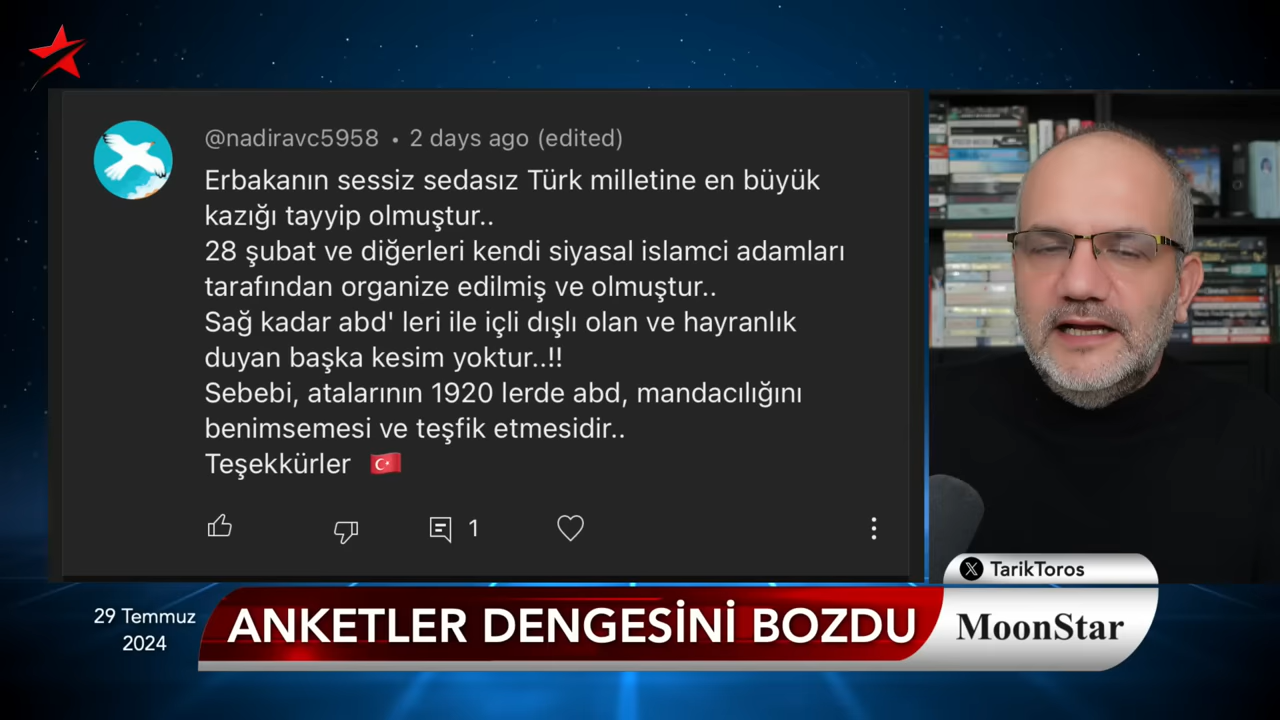 @nadiravc5958 • 2 days ago (edited)
Erbakanın sessiz sedasız Türk milletine en büyük
kazığı tayyip olmuştur..
28 şubat ve diğerleri kendi siyasal islamci adamları
tarafından organize edilmiş ve olmuştur..
Sağ kadar abd' leri ile içli dışlı olan ve hayranlık
duyan başka kesim yoktur..!!
Sebebi, atalarının 1920 lerde abd, mandacılığını
benimsemesi ve teşfik etmesidir..
Teşekkürler 🇹🇷
1
X TarikToros
29 Temmuz
2024
ANKETLER DENGESİNİ BOZDU
MoonStar